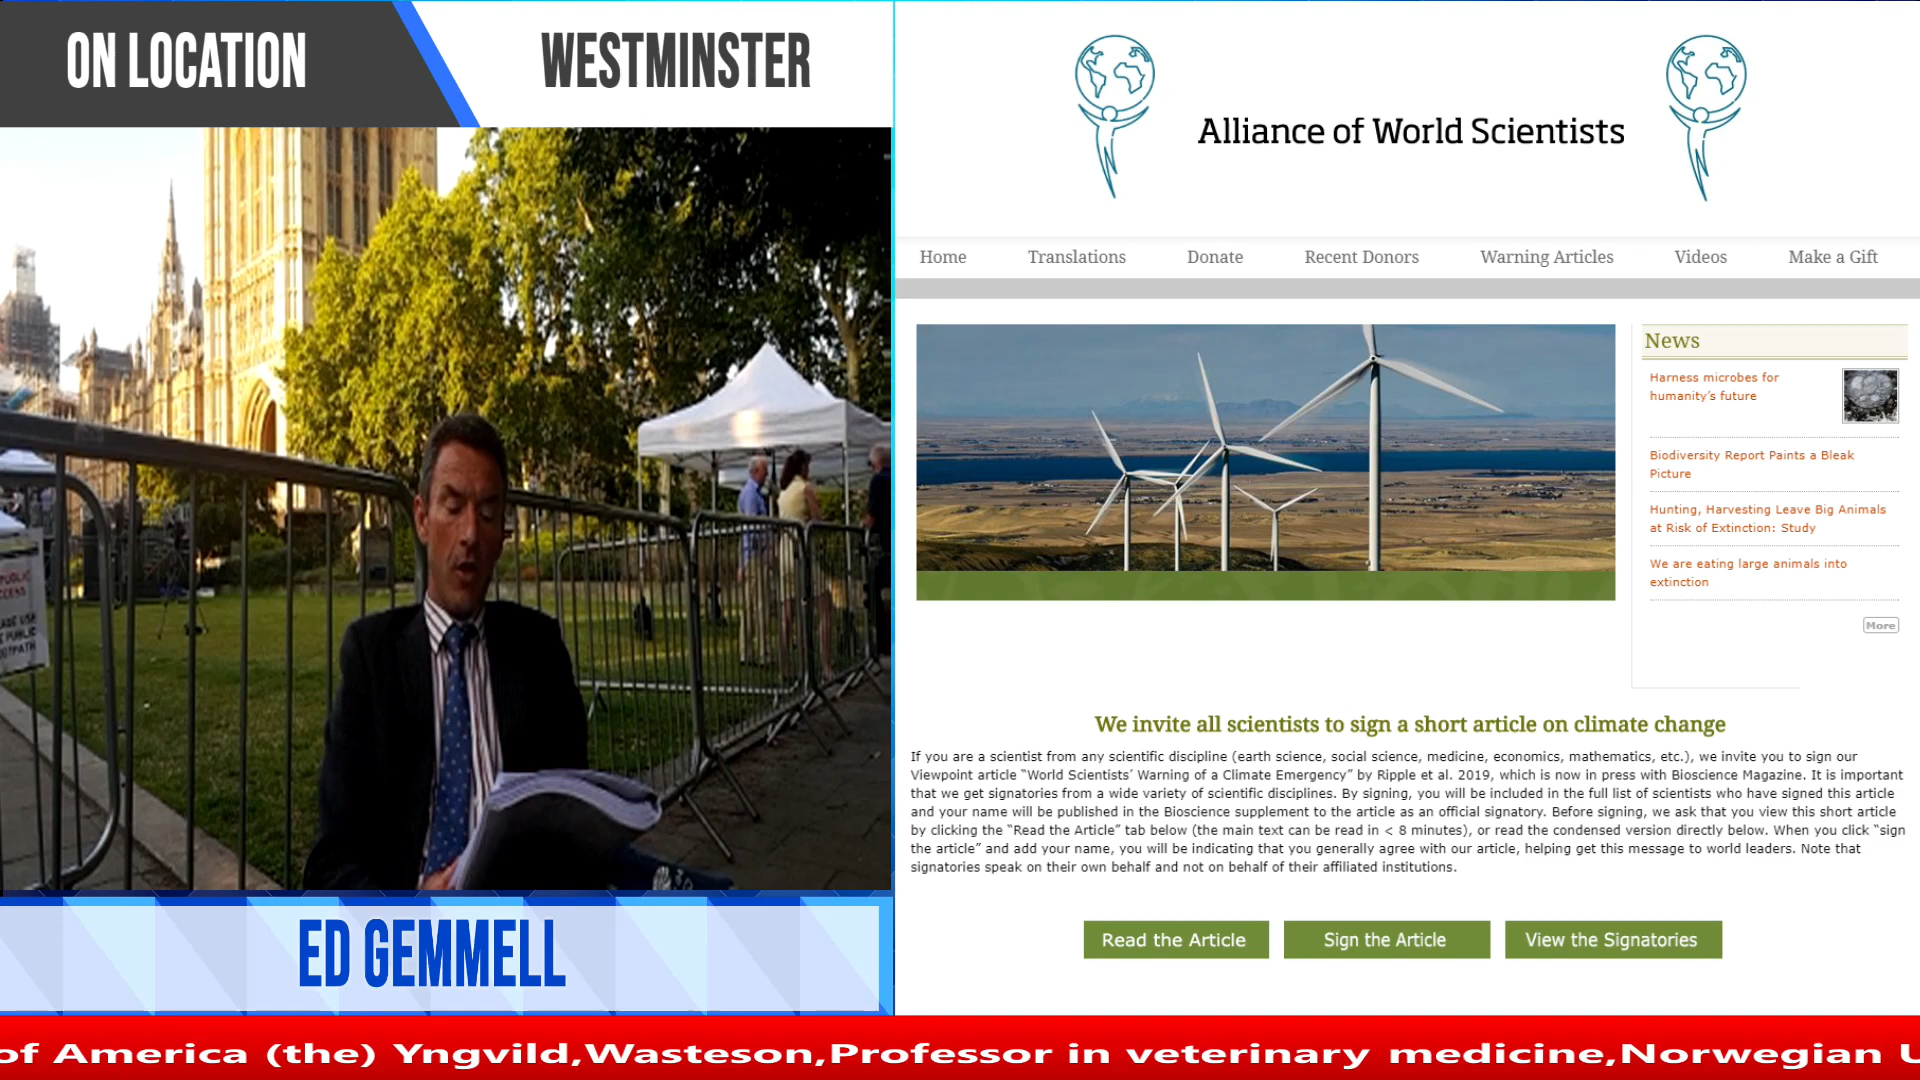 ON LOCATION
WESTMINSTER
PUBLIC
ACCESS
PUBLIC
ED GEMMELL
Alliance of World Scientists
Home Translations Donate Recent Donors Warning Articles Videos Make a Gift
News
Harness microbes for
humanity's future
Biodiversity Report Paints a Bleak
Picture
Hunting, Harvesting Leave Big Animals
at Risk of Extinction: Study
We are eating large animals into
extinction
More
We invite all scientists to sign a short article on climate change
If you are a scientist from any scientific discipline (earth science, social science, medicine, economics, mathematics, etc.), we invite you to sign our
Viewpoint article “World Scientists’ Warning of a Climate Emergency” by Ripple et al. 2019, which is now in press with Bioscience Magazine. It is important
that we get signatories from a wide variety of scientific disciplines. By signing, you will be included in the full list of scientists who have signed this article
and your name will be published in the Bioscience supplement to the article as an official signatory. Before signing, we ask that you view this short article
by clicking the “Read the Article” tab below (the main text can be read in < 8 minutes), or read the condensed version directly below. When you click “sign
the article” and add your name, you will be indicating that you generally agree with our article, helping get this message to world leaders. Note that
signatories speak on their own behalf and not on behalf of their affiliated institutions.
Read the Article Sign the Article View the Signatories
of America (the) Yngvild,Wasteson,Professor in veterinary medicine,Norwegian U